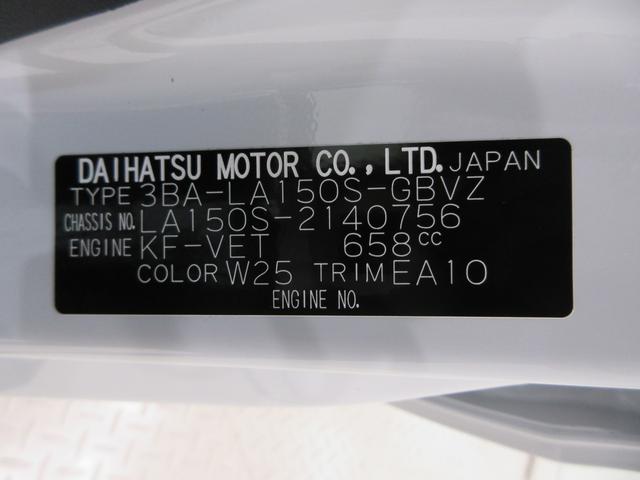 DAIHATSU MOTOR CO., LTD. JAPAN
TYPE 3BA-LA150S-GBVZ
CHASSIS NO. LA150S-2140756
ENGINE KF-VET 658cc
COLOR W25 TRIM EA10
ENGINE NO.